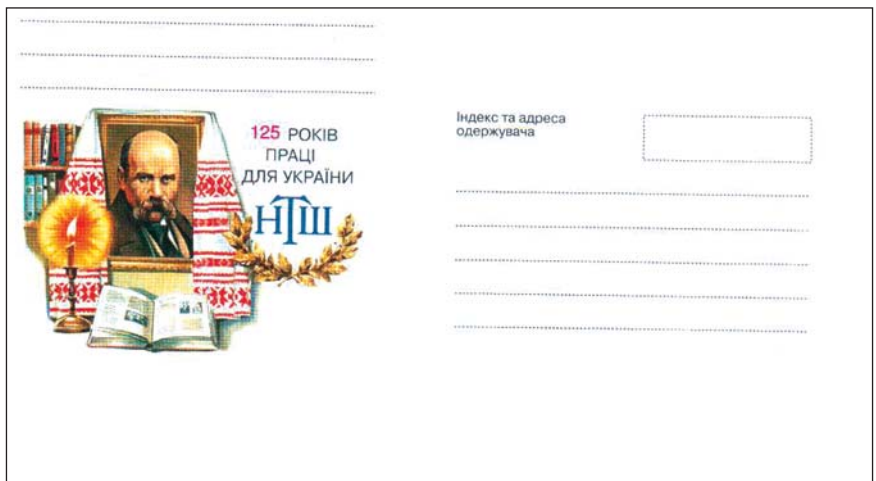 125 РОКІВ
ПРАЦІ
ДЛЯ УКРАЇНИ
НТШ
Індекс та адреса
одержувача